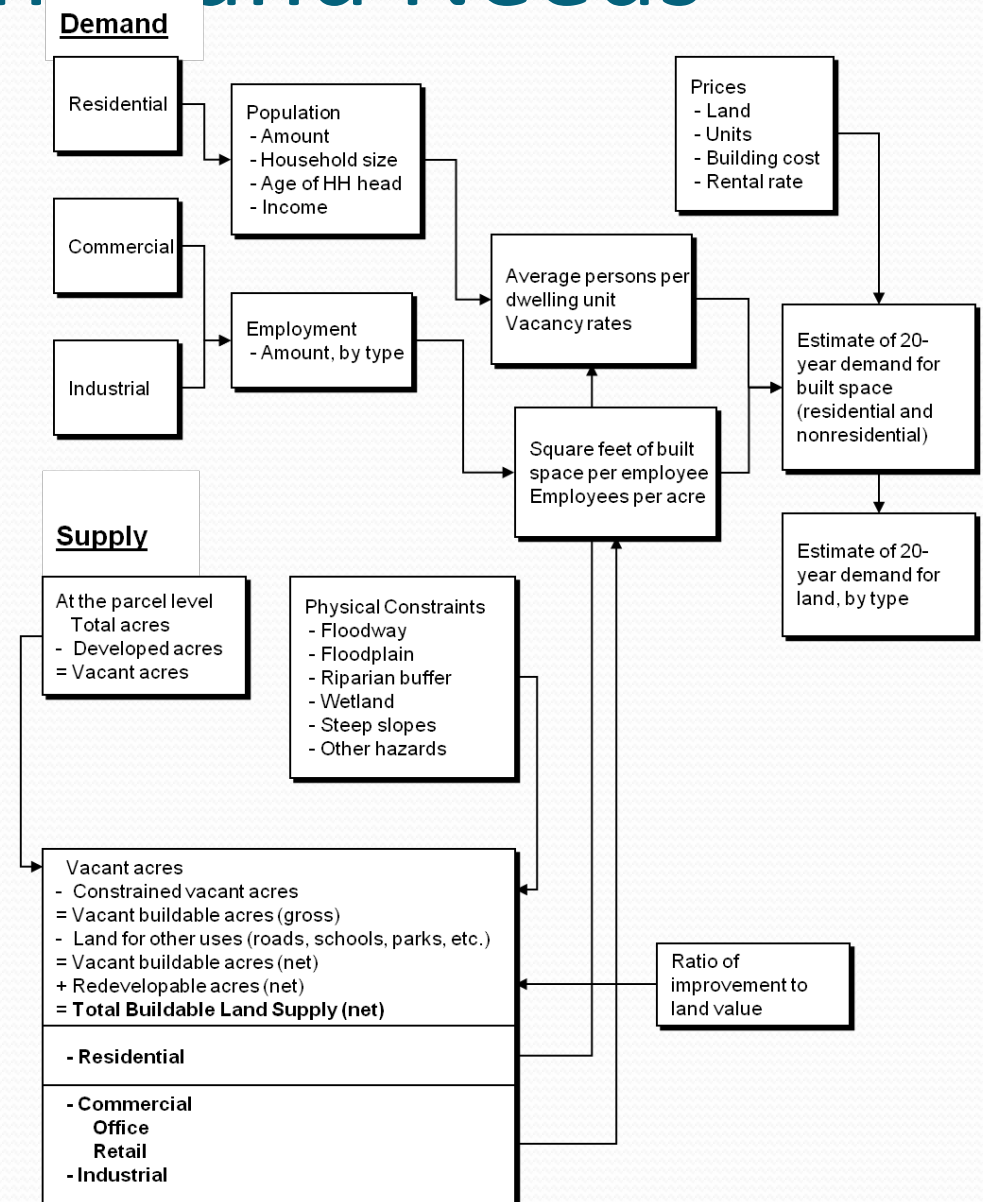 and Needs
Demand
Residential
Population
- Amount
- Household size
- Age of HH head
- Income
Prices
- Land
- Units
- Building cost
- Rental rate
Commercial
Employment
- Amount, by type
Industrial
Average persons per
dwelling unit
Vacancy rates
Square feet of built
space per employee
Employees per acre
Estimate of 20-
year demand for
built space
(residential and
nonresidential)
Estimate of 20-
year demand for
land, by type
Supply
At the parcel level
Total acres
- Developed acres
= Vacant acres
Physical Constraints
- Floodway
- Floodplain
- Riparian buffer
- Wetland
- Steep slopes
- Other hazards
Vacant acres
- Constrained vacant acres
= Vacant buildable acres (gross)
- Land for other uses (roads, schools, parks, etc.)
= Vacant buildable acres (net)
+ Redevelopable acres (net)
= Total Buildable Land Supply (net)
- Residential
- Commercial
Office
Retail
- Industrial
Ratio of
improvement to
land value